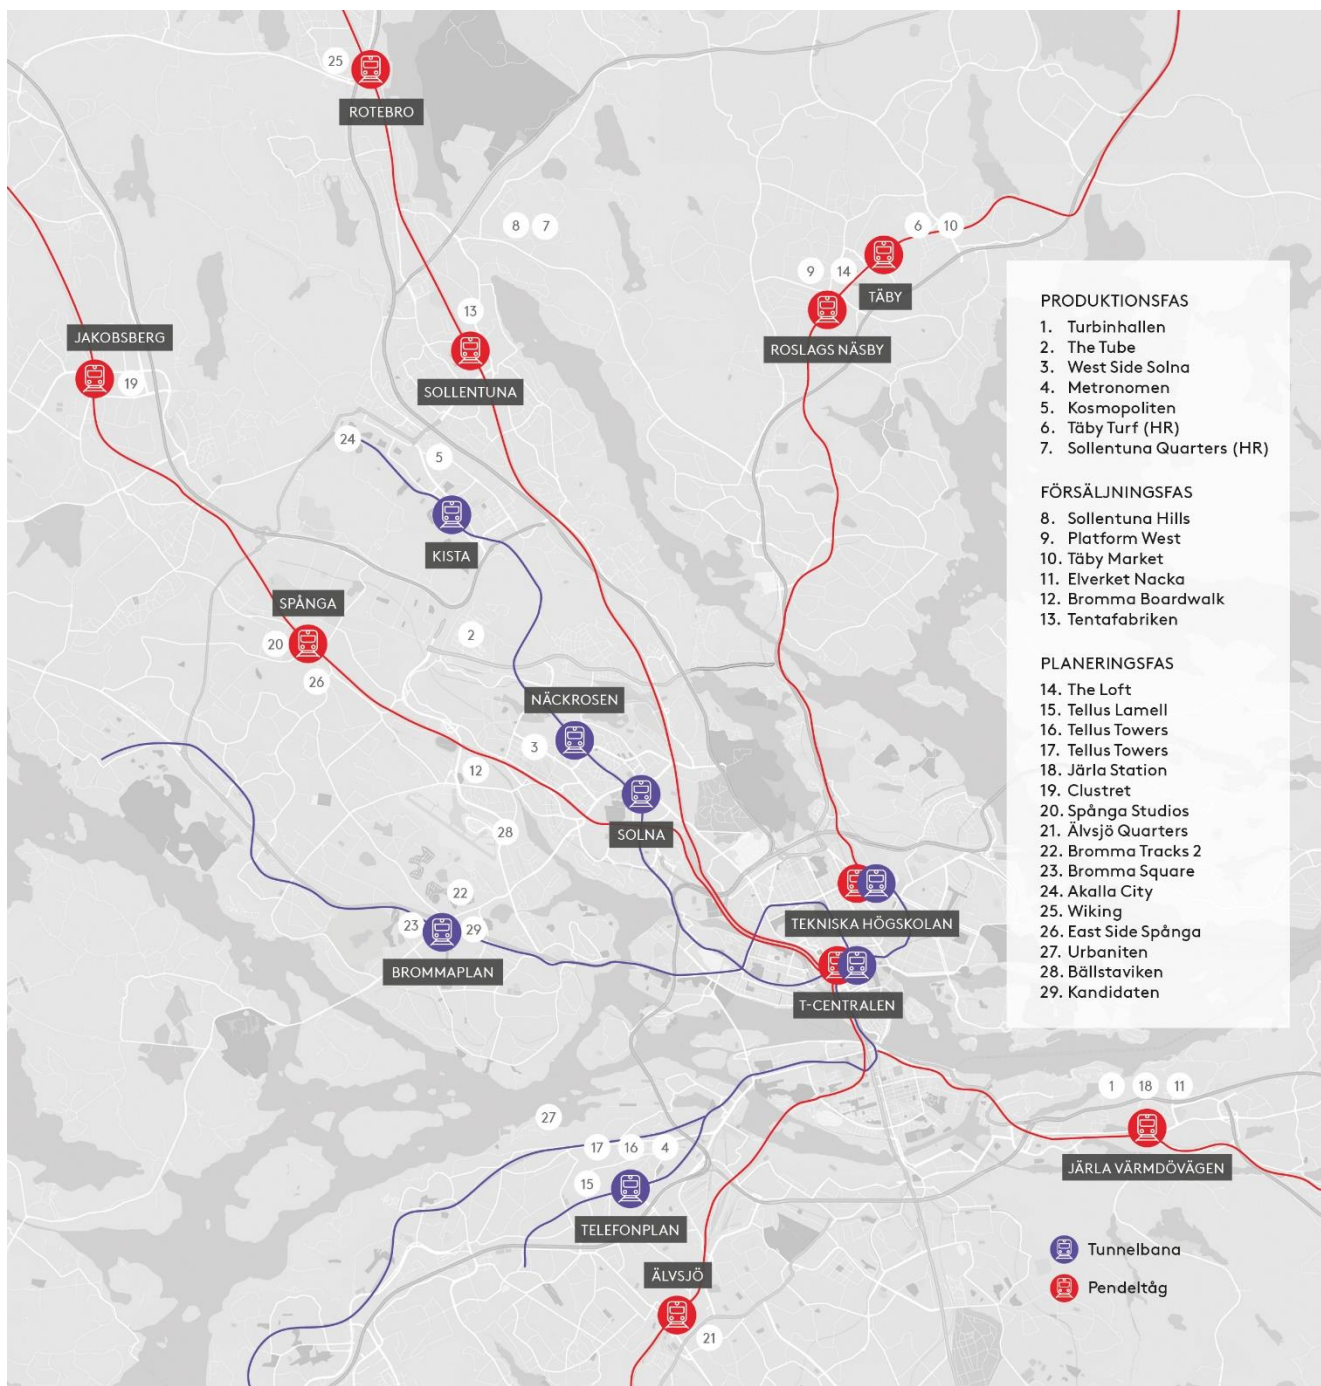 25
ROTEBRO
8 7
6 10
9 14
TÄBY
ROSLAGS NÄSBY
13
JAKOBSBERG
19
SOLLENTUNA
24
5
KISTA
SPÅNGA
20
26
2
NÄCKROSEN
3
12
SOLNA
28
22
23
29
BROMMAPLAN
TEKNISKA HÖGSKOLAN
T-CENTRALEN
1 18 11
JÄRLA VÄRMDÖVÄGEN
27
17 16 4
15
TELEFONPLAN
ÄLVSJÖ
21
PRODUKTIONSFAS
1. Turbinhallen
2. The Tube
3. West Side Solna
4. Metronomen
5. Kosmopoliten
6. Täby Turf (HR)
7. Sollentuna Quarters (HR)
FÖRSÄLJNINGSFAS
8. Sollentuna Hills
9. Platform West
10. Täby Market
11. Elverket Nacka
12. Bromma Boardwalk
13. Tentafabriken
PLANERINGSFAS
14. The Loft
15. Tellus Lamell
16. Tellus Towers
17. Tellus Towers
18. Järla Station
19. Clustret
20. Spånga Studios
21. Älvsjö Quarters
22. Bromma Tracks 2
23. Bromma Square
24. Akalla City
25. Wiking
26. East Side Spånga
27. Urbaniten
28. Bällstaviken
29. Kandidaten
Tunnelbana
Pendeltåg